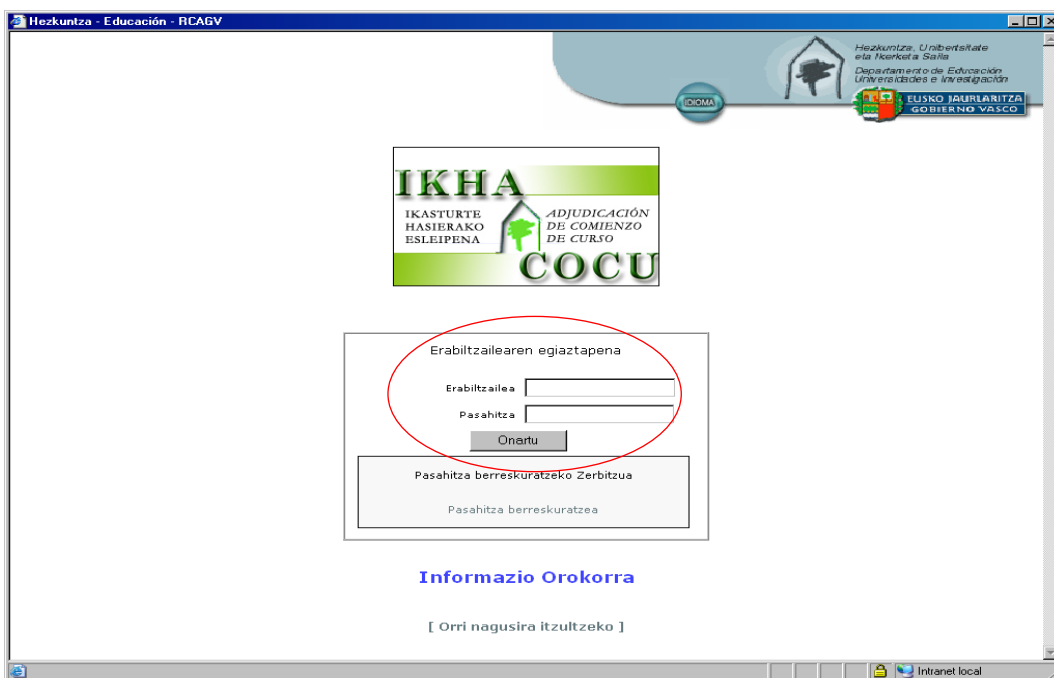 Hezkuntza - Educación - RCAGV
Hezkuntza, Unibertsitate
eta Ikerketa Saila
Departamento de Educación
Universidades e Investigación
IDIOMA
EUSKO JAURLARITZA
GOBIERNO VASCO
IKHA
IKASTURTE
HASIERAKO
ESLEIPENA
ADJUDICACIÓN
DE COMIENZO
DE CURSO
COCU
Erabiltzailearen egiaztapena
Erabiltzailea
Pasahitza
Onartu
Pasahitza berreskuratzeko Zerbitzua
Pasahitza berreskuratzea
Informazio Orokorra
[ Orri nagusira itzultzeko ]
Intranet local